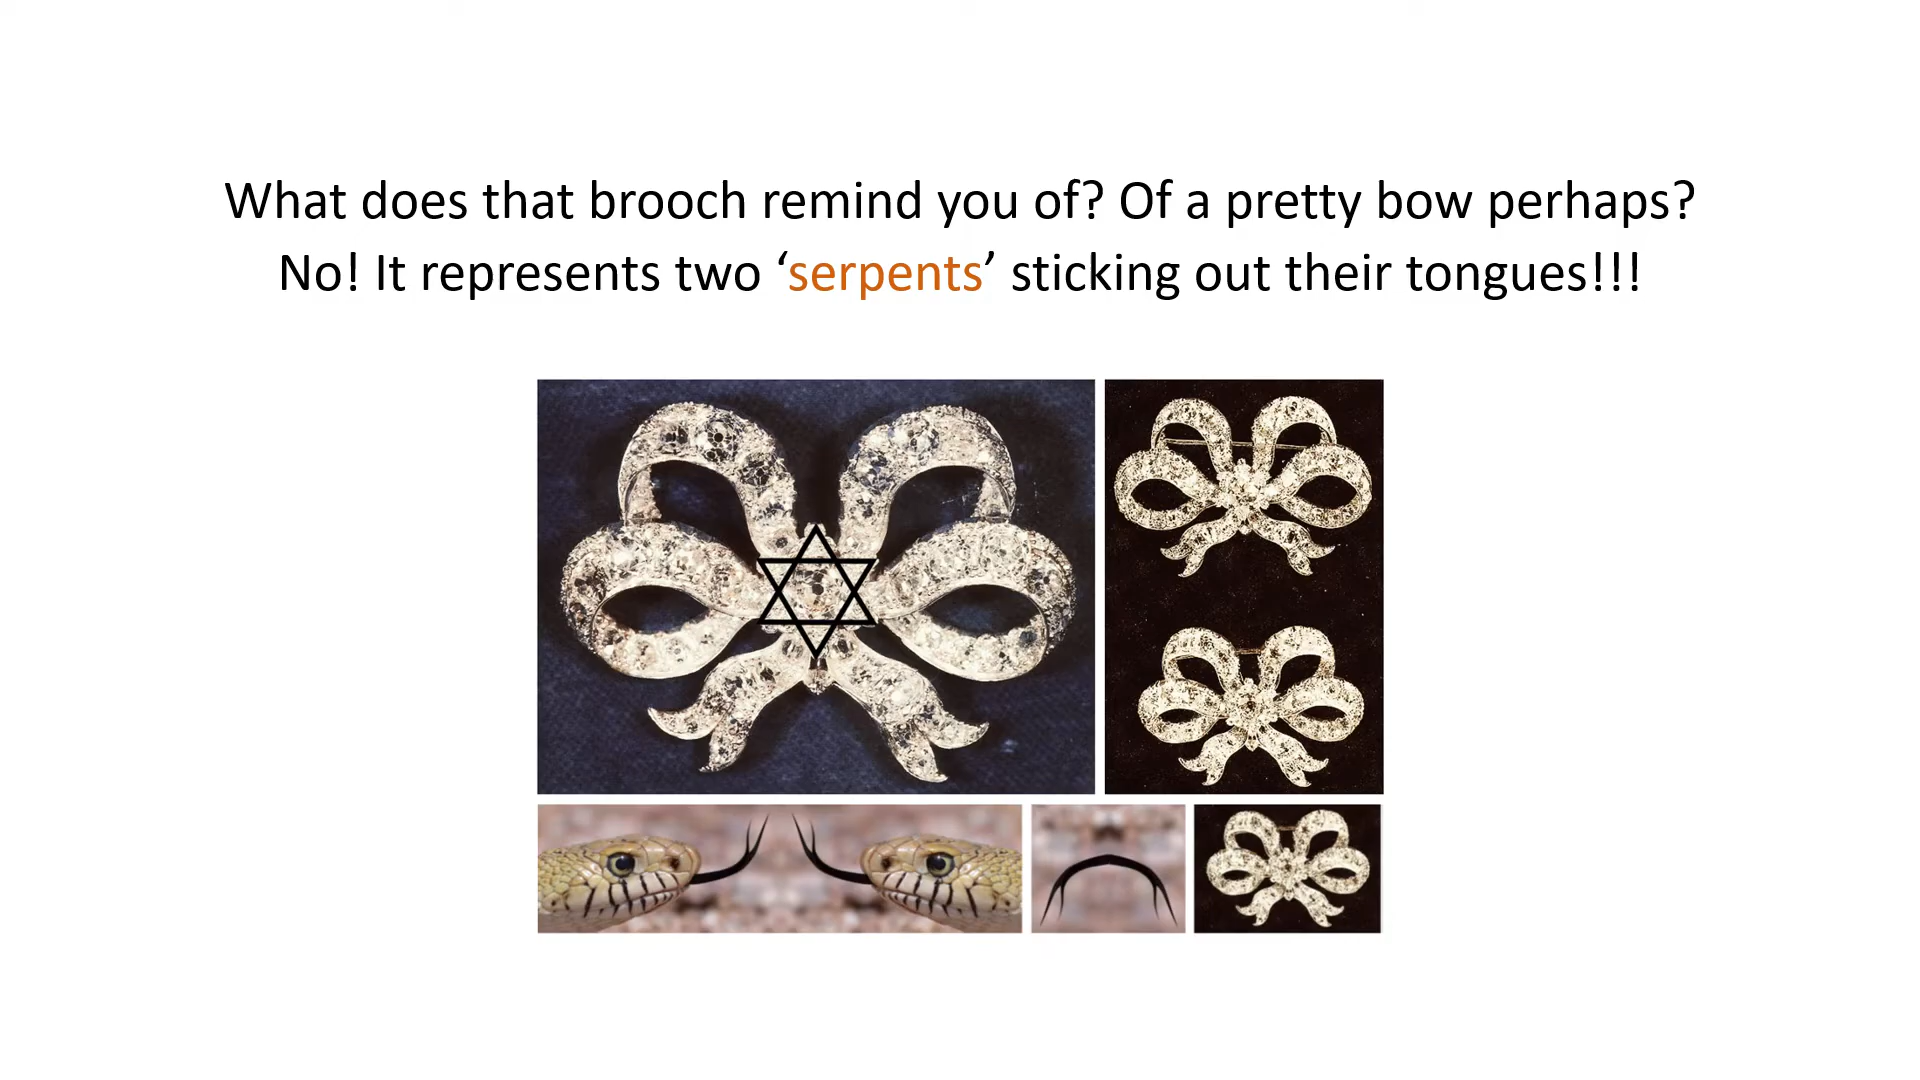 What does that brooch remind you of? Of a pretty bow perhaps?
No! It represents two ‘serpents’ sticking out their tongues!!!